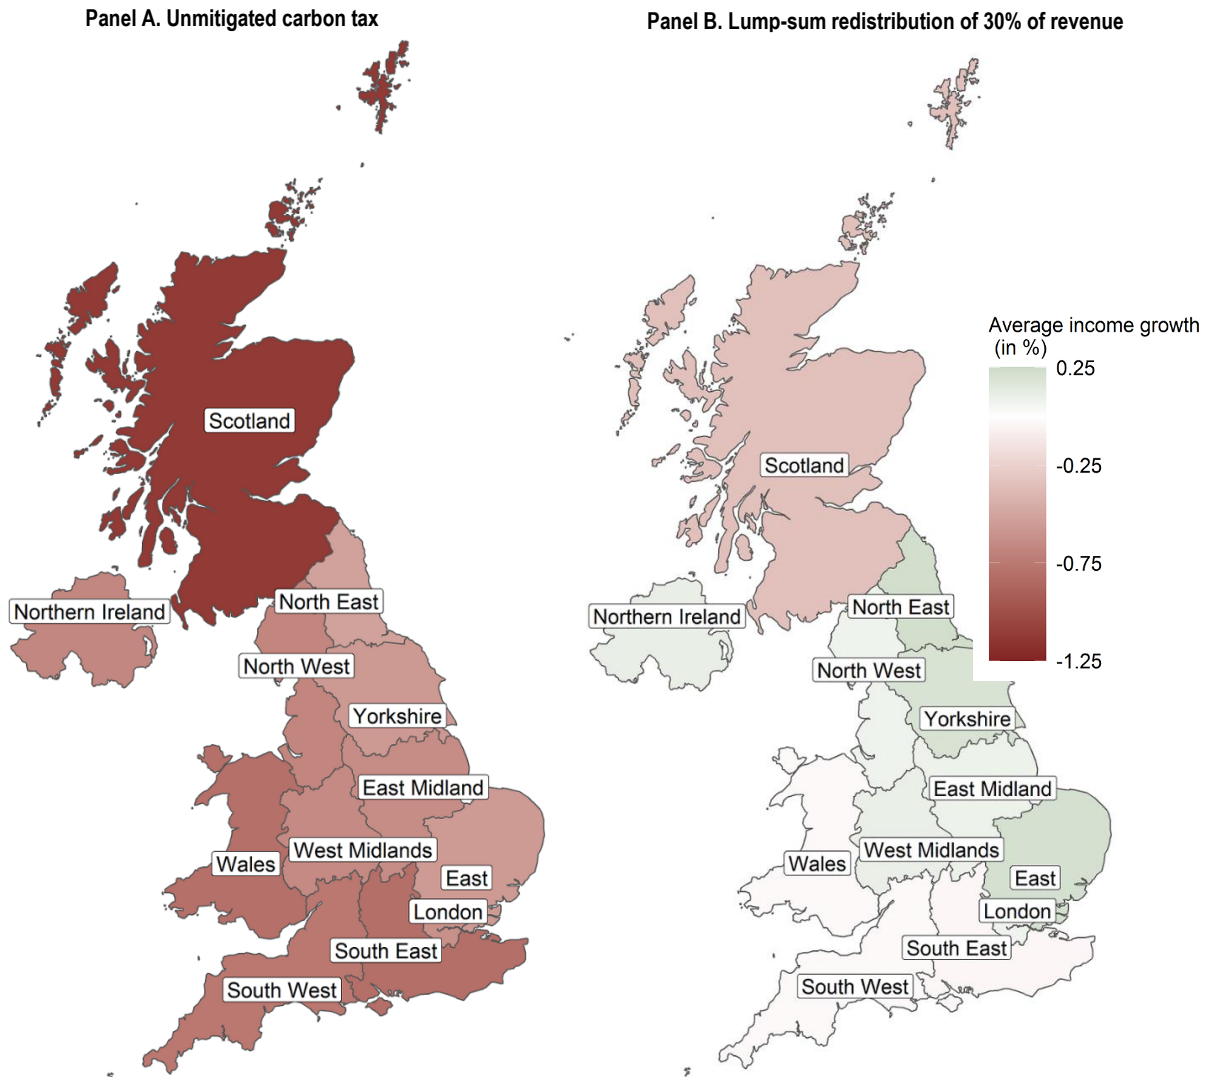 Panel A. Unmitigated carbon tax
Scotland
Northern Ireland
North East
North West
Yorkshire
East Midland
West Midlands
Wales
East
London
South East
South West
Panel B. Lump-sum redistribution of 30% of revenue
Scotland
Northern Ireland
North East
North West
Yorkshire
East Midland
West Midlands
Wales
East
London
South East
South West
Average income growth
(in %)
0.25
-0.25
-0.75
-1.25